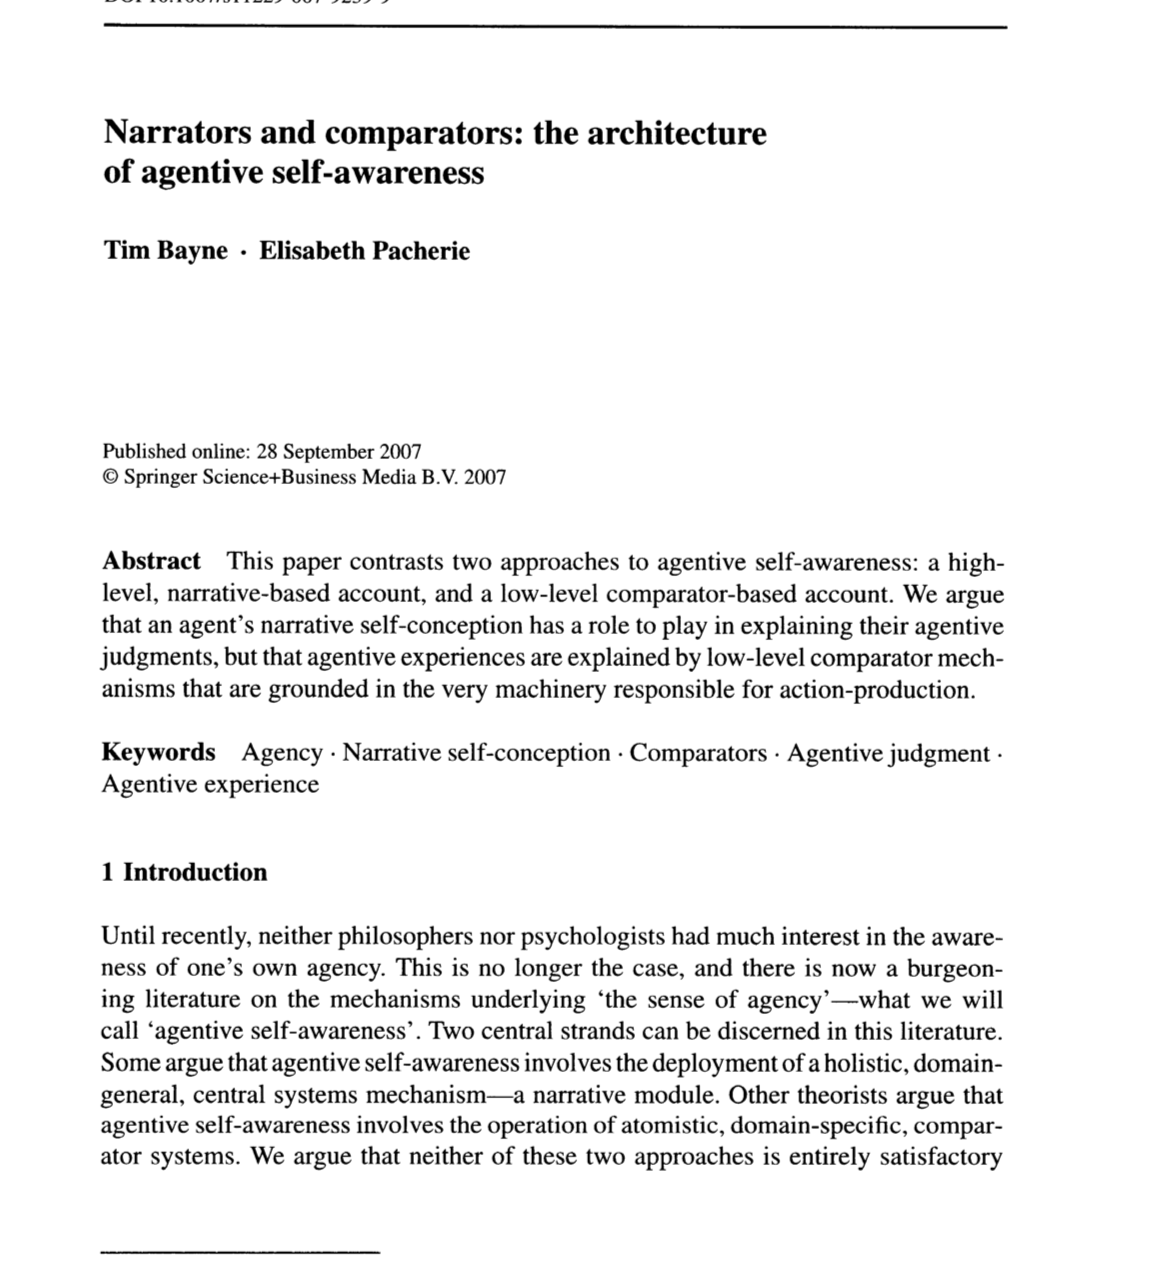 Narrators and comparators: the architecture
of agentive self-awareness
Tim Bayne · Elisabeth Pacherie
Published online: 28 September 2007
© Springer Science+Business Media B.V. 2007
Abstract This paper contrasts two approaches to agentive self-awareness: a high-
level, narrative-based account, and a low-level comparator-based account. We argue
that an agent’s narrative self-conception has a role to play in explaining their agentive
judgments, but that agentive experiences are explained by low-level comparator mech-
anisms that are grounded in the very machinery responsible for action-production.
Keywords Agency · Narrative self-conception · Comparators · Agentive judgment ·
Agentive experience
1 Introduction
Until recently, neither philosophers nor psychologists had much interest in the aware-
ness of one’s own agency. This is no longer the case, and there is now a burgeon-
ing literature on the mechanisms underlying ‘the sense of agency’—what we will
call ‘agentive self-awareness’. Two central strands can be discerned in this literature.
Some argue that agentive self-awareness involves the deployment of a holistic, domain-
general, central systems mechanism—a narrative module. Other theorists argue that
agentive self-awareness involves the operation of atomistic, domain-specific, compar-
ator systems. We argue that neither of these two approaches is entirely satisfactory